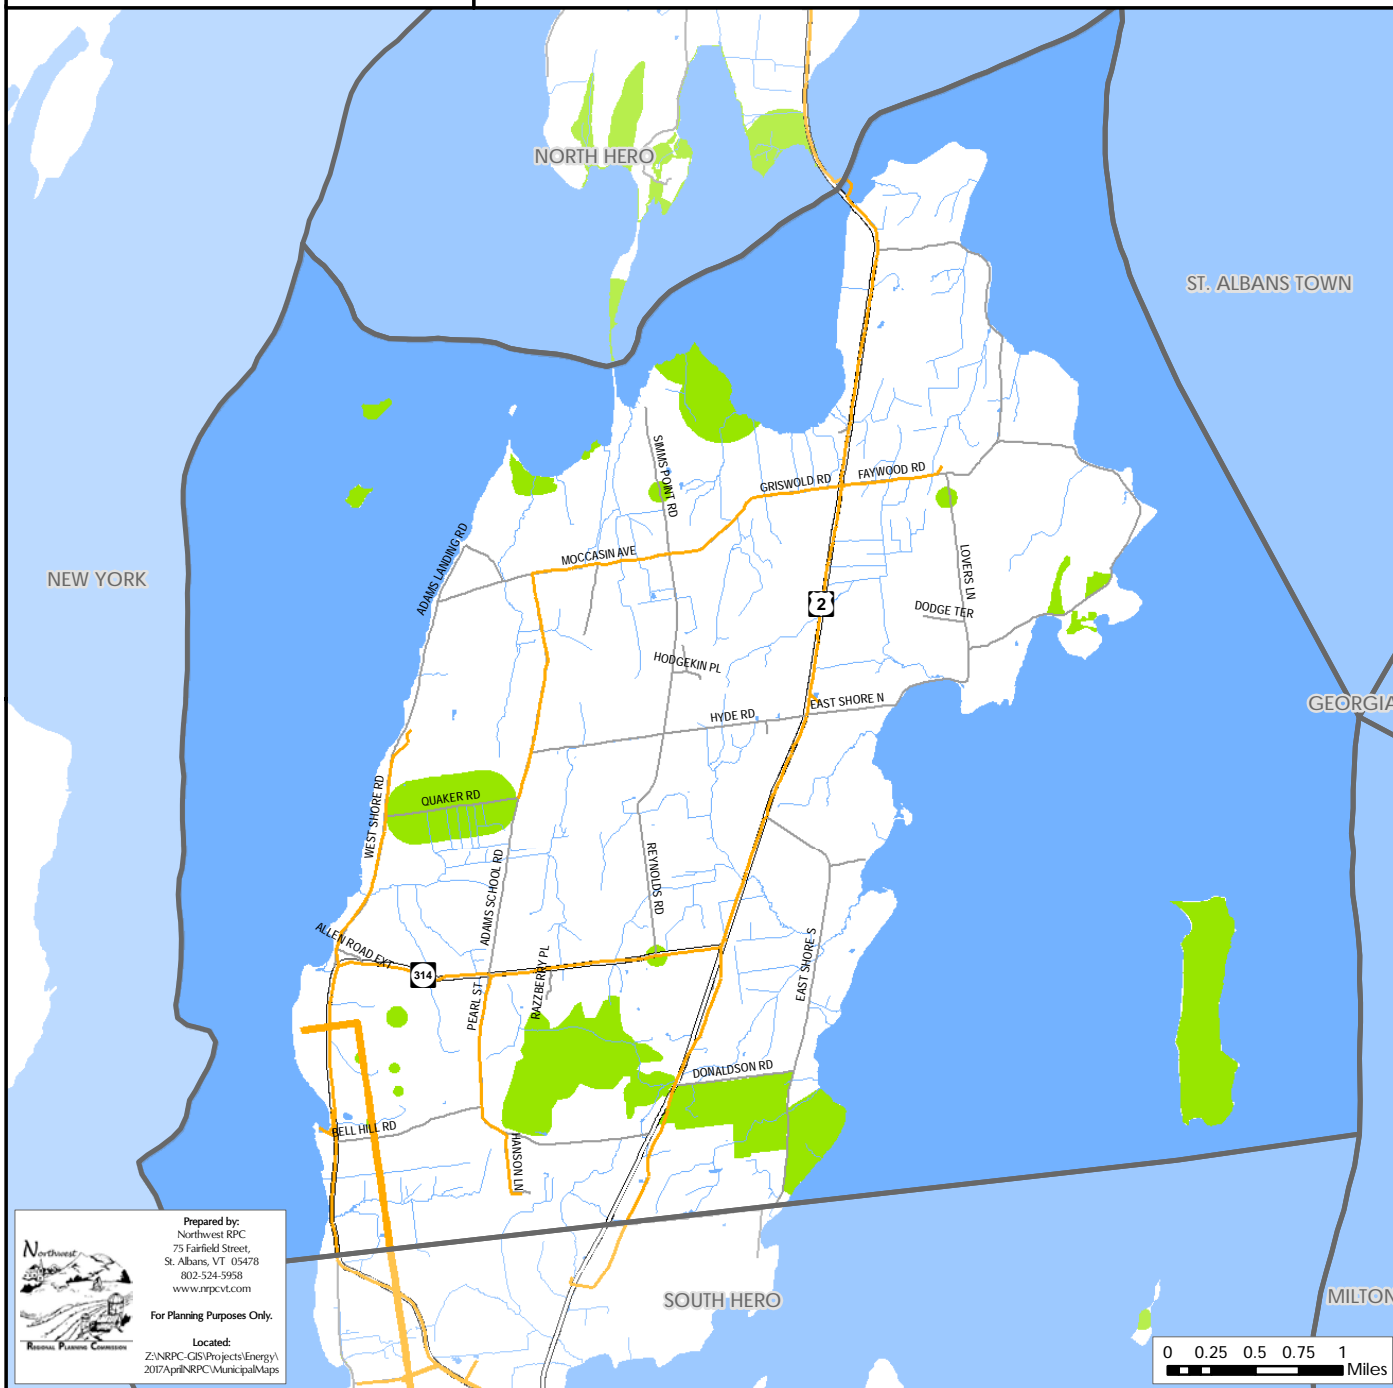 NORTH HERO
ST. ALBANS TOWN
SIMMS POINT RD
GRISWOLD RD
FAYWOOD RD
ADAMS LANDING RD
MOCCASIN AVE
LOVERS LN
NEW YORK
2
DODGE TER
HODGEKIN PL
EAST SHORE N
GEORGIA
HYDE RD
QUAKER RD
WEST SHORE RD
REYNOLDS RD
ADAMS SCHOOL RD
ALLEN ROAD EXT
314
RAZZBERRY PL
EAST SHORE S
PEARL ST
DONALDSON RD
BELL HILL RD
HANSON LN
SOUTH HERO
MILTON
Northwest
REGIONAL PLANNING COMMISSION
Prepared by:
Northwest RPC
75 Fairfield Street,
St. Albans, VT 05478
802-524-5958
www.nrpcvt.com
For Planning Purposes Only.
Located:
Z:\NRPC-GIS\Projects\Energy\
2017AprilNRPC\MunicipalMaps
0 0.25 0.5 0.75 1
Miles